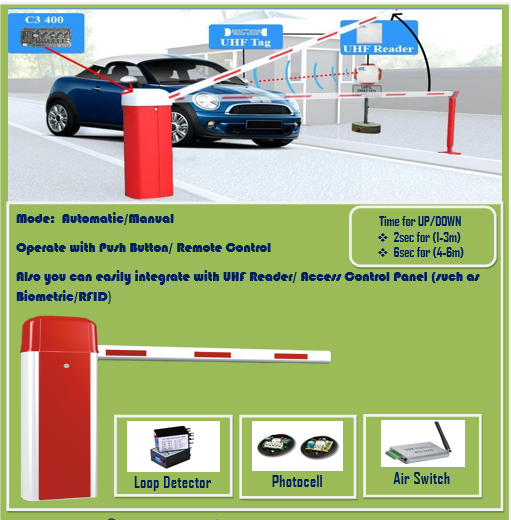 C3 400
UHF Tag
UHF Reader
Mode: Automatic/Manual
Operate with Push Button/ Remote Control
Also you can easily integrate with UHF Reader/ Access Control Panel (such as
Biometric/RFID)
Time for UP/DOWN
❖ 2sec for (1-3m)
❖ 6sec for (4-6m)
Loop Detector
Photocell
Air Switch